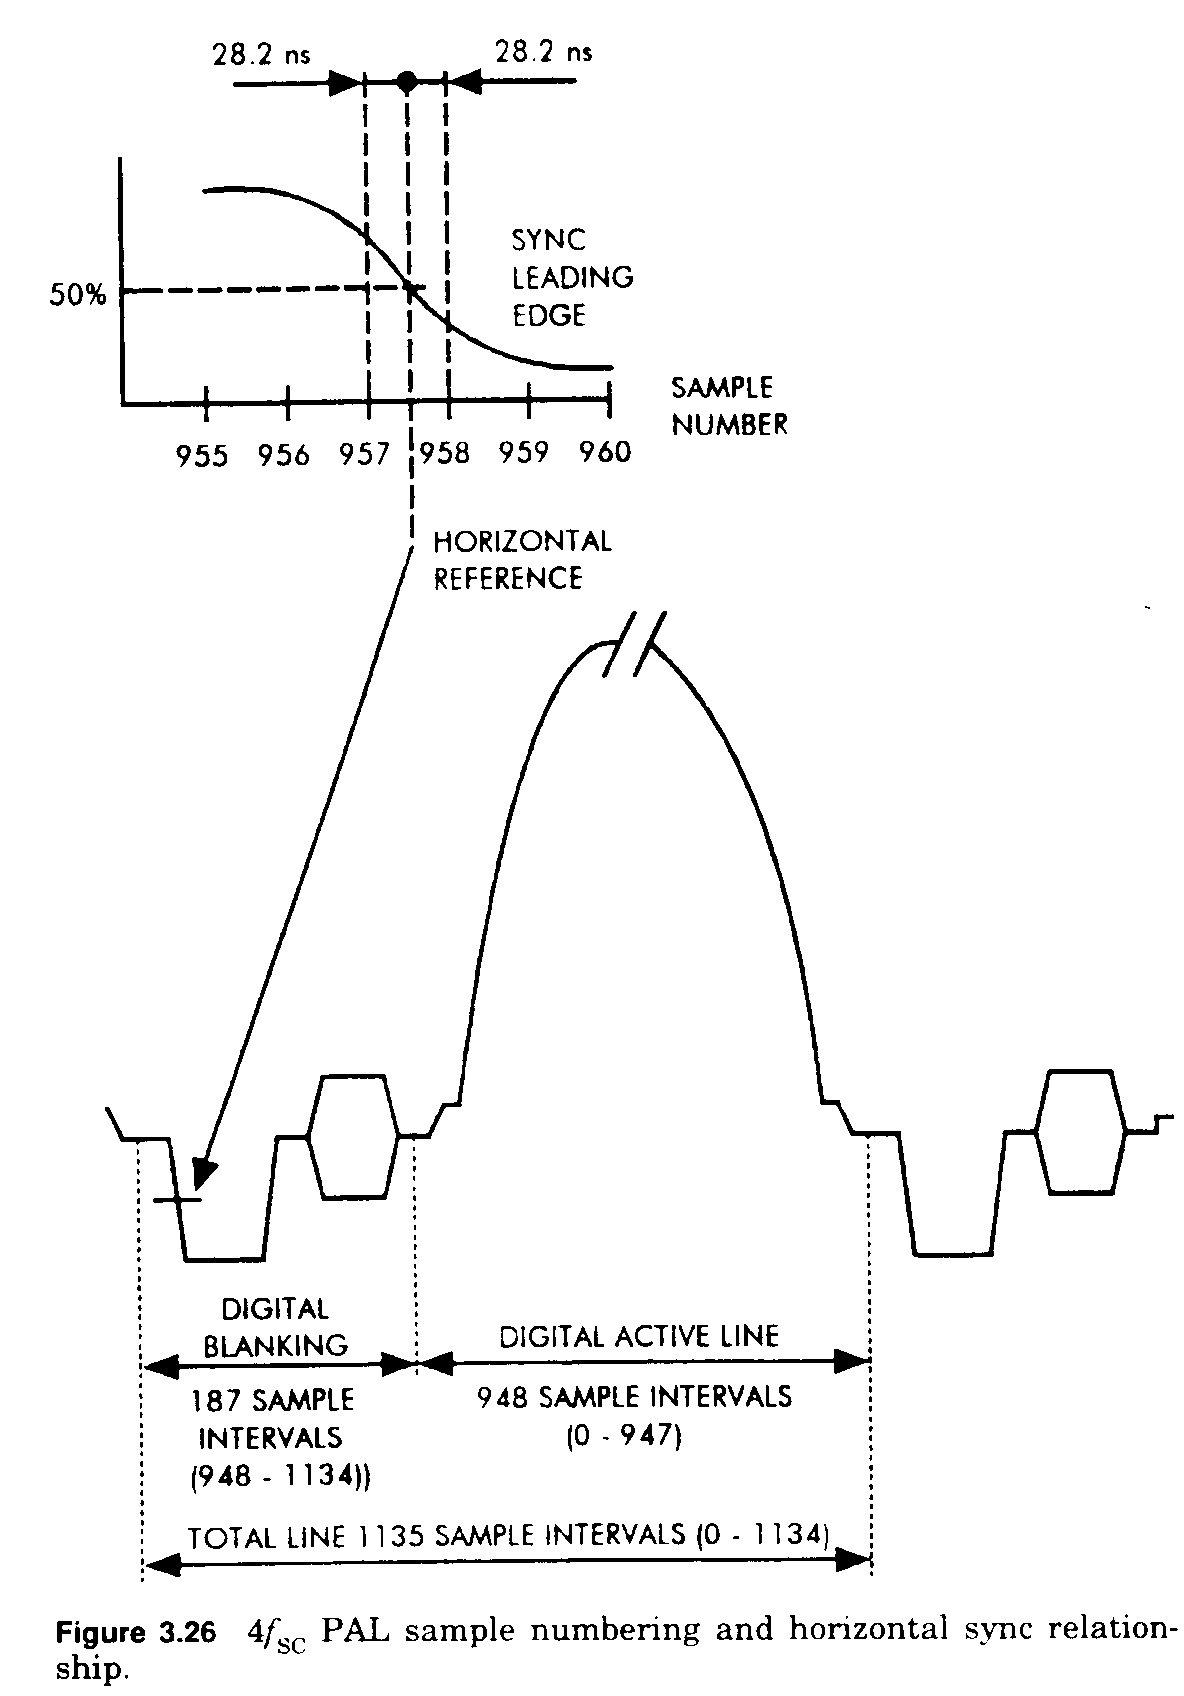 28.2 ns
28.2 ns
50%
SYNC
LEADING
EDGE
SAMPLE
NUMBER
955 956 957 958 959 960
HORIZONTAL
REFERENCE
DIGITAL
BLANKING
187 SAMPLE
INTERVALS
(948 - 1134))
DIGITAL ACTIVE LINE
948 SAMPLE INTERVALS
(0 - 947)
TOTAL LINE 1135 SAMPLE INTERVALS (0 - 1134)
Figure 3.26 4fSC PAL sample numbering and horizontal sync relation-
ship.